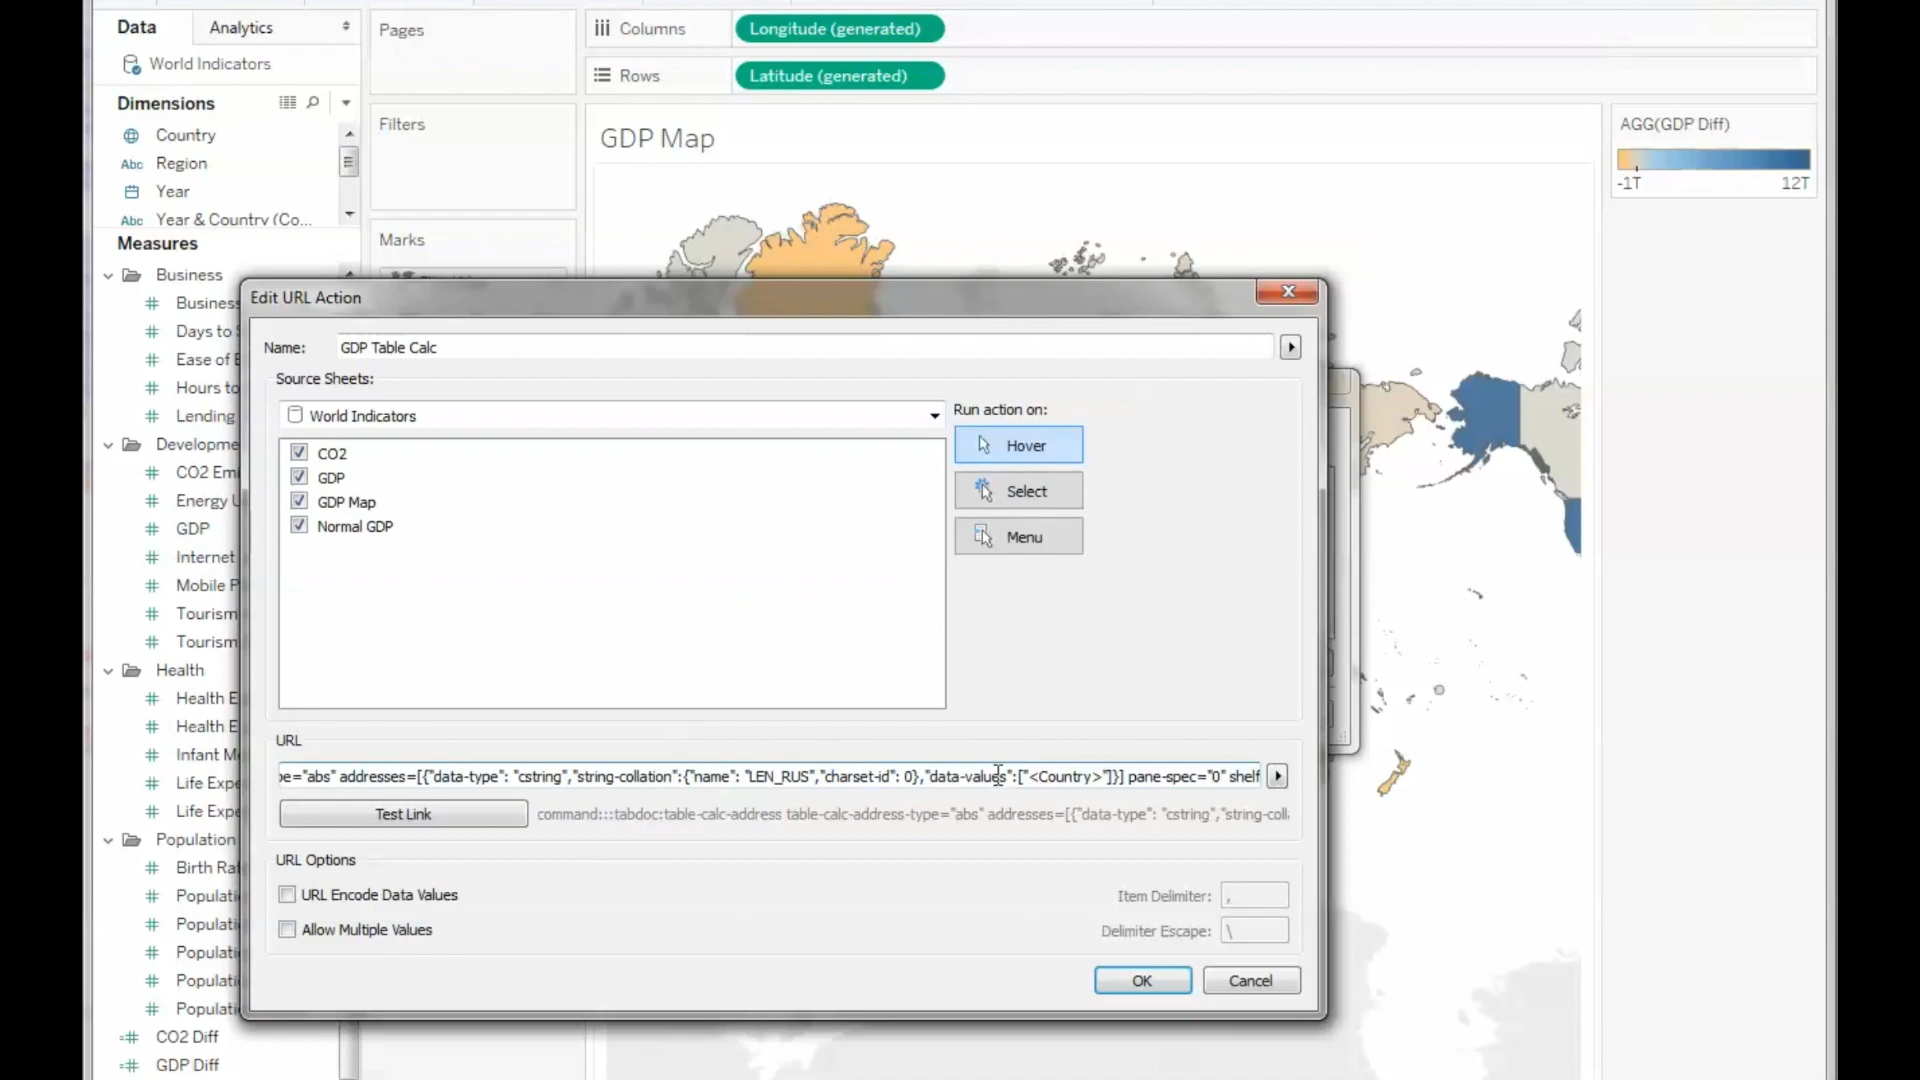 Data
Analytics
World Indicators
Dimensions
Country
Abc Region
Year
Abc Year & Country (Co...
Measures
Business
Business
Days to
Ease of
Hours to
Lending
Developme
CO2 Emi
Energy
GDP
Internet
Mobile P
Tourism
Tourism
Health
Health E
Health E
Infant M
Life Expe
Life Expe
Population
Birth Ra
Populati
Populati
Populati
Populati
Populati
CO2 Diff
GDP Diff
Pages
Filters
Marks
Columns
Longitude (generated)
Rows
Latitude (generated)
GDP Map
AGG(GDP Diff)
-1T
12T
Edit URL Action
Name:
GDP Table Calc
Source Sheets:
World Indicators
CO2
GDP
GDP Map
Normal GDP
Run action on:
Hover
Select
Menu
URL
pe="abs" addresses=[{"data-type": "cstring","string-collation":{"name": "LEN_RUS","charset-id": 0},"data-values":["<Country>"]}] pane-spec="0" shelf
Test Link
command:::tabdoc:table-calc-address table-calc-address-type="abs" addresses=[{"data-type": "cstring","string-coll
URL Options
URL Encode Data Values
Allow Multiple Values
Item Delimiter:
,
Delimiter Escape:
\
OK
Cancel